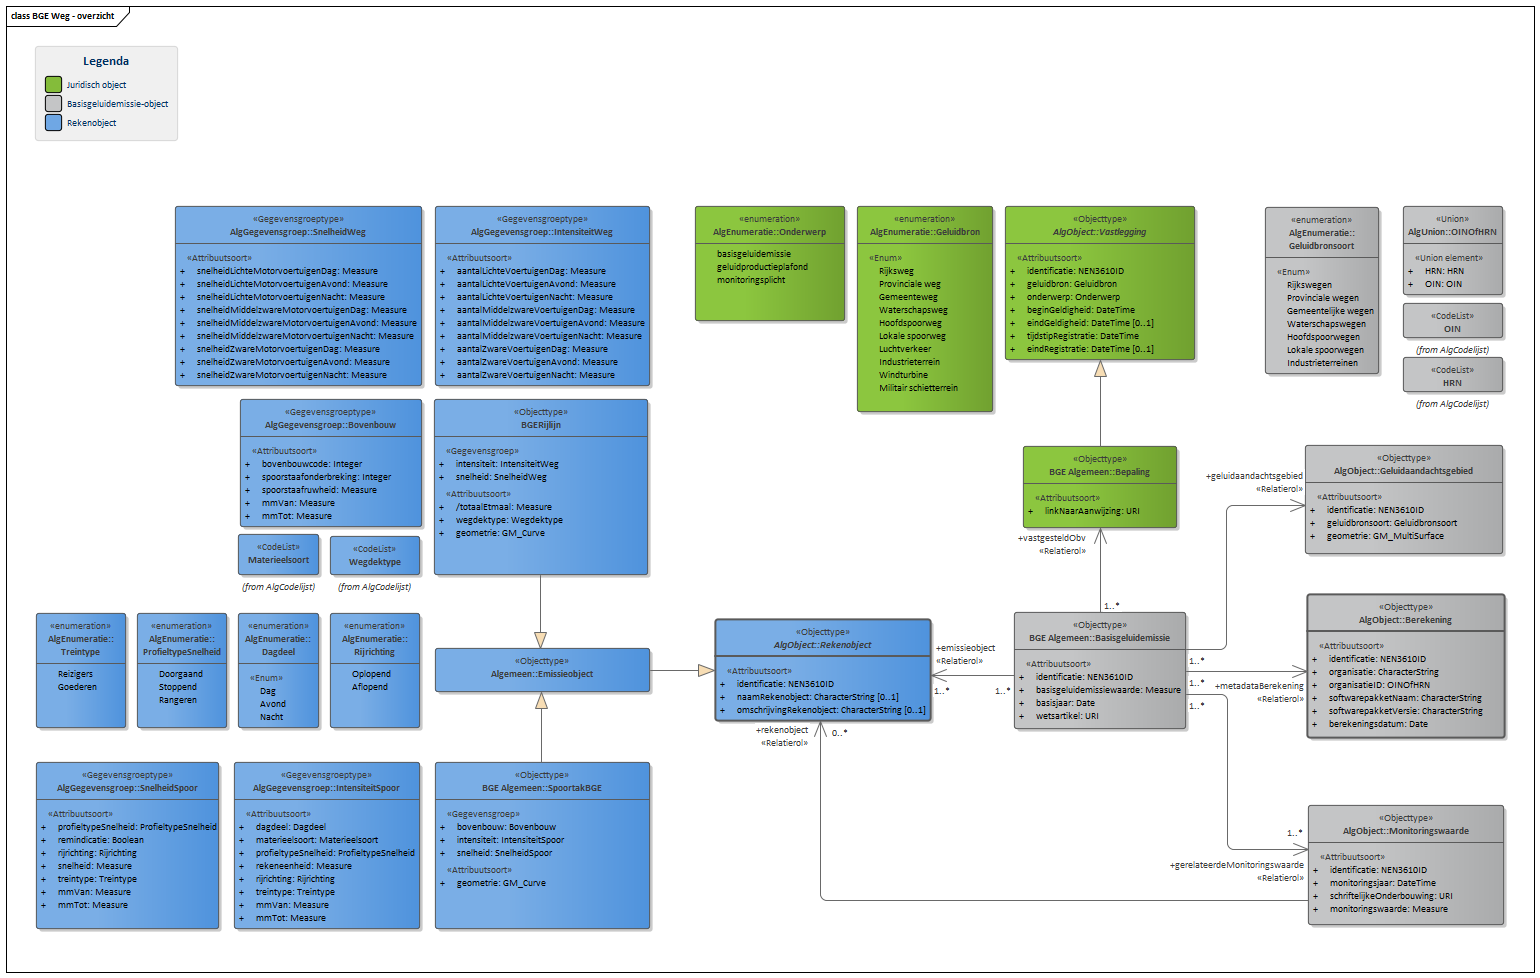 class BGE Weg - overzicht
Legenda
Juridisch object
Basisgeluidemissie-object
Rekenobject
«Gegevensgroeptype»
AlgGegevensgroep::SnelheidWeg
«Attribuutsoort»
+ snelheidLichteMotorvoertuigenDag: Measure
+ snelheidLichteMotorvoertuigenAvond: Measure
+ snelheidLichteMotorvoertuigenNacht: Measure
+ snelheidMiddelzwareMotorvoertuigenDag: Measure
+ snelheidMiddelzwareMotorvoertuigenAvond: Measure
+ snelheidMiddelzwareMotorvoertuigenNacht: Measure
+ snelheidZwareMotorvoertuigenDag: Measure
+ snelheidZwareMotorvoertuigenAvond: Measure
+ snelheidZwareMotorvoertuigenNacht: Measure
«Gegevensgroeptype»
AlgGegevensgroep::IntensiteitWeg
«Attribuutsoort»
+ aantalLichteVoertuigenDag: Measure
+ aantalLichteVoertuigenAvond: Measure
+ aantalLichteVoertuigenNacht: Measure
+ aantalMiddelzwareVoertuigenDag: Measure
+ aantalMiddelzwareVoertuigenAvond: Measure
+ aantalMiddelzwareVoertuigenNacht: Measure
+ aantalZwareVoertuigenDag: Measure
+ aantalZwareVoertuigenAvond: Measure
+ aantalZwareVoertuigenNacht: Measure
«enumeration»
AlgEnumeratie::Onderwerp
basisgeluidemissie
geluidproductieplafond
monitoringsplicht
«enumeration»
AlgEnumeratie::Geluidbron
«Enum»
Rijksweg
Provinciale weg
Gemeenteweg
Waterschapsweg
Hoofdspoorweg
Lokale spoorweg
Luchtverkeer
Industrieterrein
Windturbine
Militair schietterrein
«Objecttype»
AlgObject::Vastlegging
«Attribuutsoort»
+ identificatie: NEN3610ID
+ geluidbron: Geluidbron
+ onderwerp: Onderwerp
+ beginGeldigheid: DateTime
+ eindGeldigheid: DateTime [0..1]
+ tijdstipRegistratie: DateTime
+ eindRegistratie: DateTime [0..1]
«enumeration»
AlgEnumeratie::
Geluidbronsoort
«Enum»
Rijkswegen
Provinciale wegen
Gemeentelijke wegen
Waterschapswegen
Hoofdspoorwegen
Lokale spoorwegen
Industrieterreinen
«Union»
AlgUnion::OINOfHRN
«Union element»
+ HRN: HRN
+ OIN: OIN
«CodeList»
OIN
(from AlgCodelijst)
«CodeList»
HRN
(from AlgCodelijst)
«Gegevensgroeptype»
AlgGegevensgroep::Bovenbouw
«Attribuutsoort»
+ bovenbouwcode: Integer
+ spoorstaafonderbreking: Integer
+ spoorstaafruwheid: Measure
+ mmVan: Measure
+ mmTot: Measure
«Objecttype»
BGERijlijn
«Gegevensgroep»
+ intensiteit: IntensiteitWeg
+ snelheid: SnelheidWeg
«Attribuutsoort»
+ /totaalEtmaal: Measure
+ wegdektype: Wegdektype
+ geometrie: GM_Curve
«CodeList»
Materieelsoort
(from AlgCodelijst)
«CodeList»
Wegdektype
(from AlgCodelijst)
«Objecttype»
BGE Algemeen::Bepaling
«Attribuutsoort»
+ linkNaarAanwijzing: URI
+vastgesteldObv
«Relatierol»
1..*
+geluidaandachtsgebied
«Relatierol»
«Objecttype»
AlgObject::Geluidaandachtsgebied
«Attribuutsoort»
+ identificatie: NEN3610ID
+ geluidbronsoort: Geluidbronsoort
+ geometrie: GM_MultiSurface
«enumeration»
AlgEnumeratie::
Treintype
Reizigers
Goederen
«enumeration»
AlgEnumeratie::
ProfieltypeSnelheid
Doorgaand
Stoppend
Rangeren
«enumeration»
AlgEnumeratie::
Dagdeel
«Enum»
Dag
Avond
Nacht
«enumeration»
AlgEnumeratie::
Rijrichting
Oplopend
Aflopend
«Objecttype»
Algemeen::Emissieobject
«Objecttype»
AlgObject::Rekenobject
«Attribuutsoort»
+ identificatie: NEN3610ID
+ naamRekenobject: CharacterString [0..1]
+ omschrijvingRekenobject: CharacterString [0..1]
+emissieobject
«Relatierol»
1..*
1..*
«Objecttype»
BGE Algemeen::Basisgeluidemissie
«Attribuutsoort»
+ identificatie: NEN3610ID
+ basisgeluidemissiewaarde: Measure
+ basisjaar: Date
+ wetsartikel: URI
1..*
1..*
1..*
+metadataBerekening
«Relatierol»
«Objecttype»
AlgObject::Berekening
«Attribuutsoort»
+ identificatie: NEN3610ID
+ organisatie: CharacterString
+ organisatieID: OINOfHRN
+ softwarepakketNaam: CharacterString
+ softwarepakketVersie: CharacterString
+ berekeningsdatum: Date
+rekenobject
«Relatierol»
0..*
«Gegevensgroeptype»
AlgGegevensgroep::SnelheidSpoor
«Attribuutsoort»
+ profieltypeSnelheid: ProfieltypeSnelheid
+ remindicatie: Boolean
+ rijrichting: Rijrichting
+ snelheid: Measure
+ treintype: Treintype
+ mmVan: Measure
+ mmTot: Measure
«Gegevensgroeptype»
AlgGegevensgroep::IntensiteitSpoor
«Attribuutsoort»
+ dagdeel: Dagdeel
+ materieelsoort: Materieelsoort
+ profieltypeSnelheid: ProfieltypeSnelheid
+ rekeneenheid: Measure
+ rijrichting: Rijrichting
+ treintype: Treintype
+ mmVan: Measure
+ mmTot: Measure
«Objecttype»
BGE Algemeen::SpoortakBGE
«Gegevensgroep»
+ bovenbouw: Bovenbouw
+ intensiteit: IntensiteitSpoor
+ snelheid: SnelheidSpoor
«Attribuutsoort»
+ geometrie: GM_Curve
1..*
+gerelateerdeMonitoringswaarde
«Relatierol»
«Objecttype»
AlgObject::Monitoringswaarde
«Attribuutsoort»
+ identificatie: NEN3610ID
+ monitoringsjaar: DateTime
+ schriftelijkeOnderbouwing: URI
+ monitoringswaarde: Measure